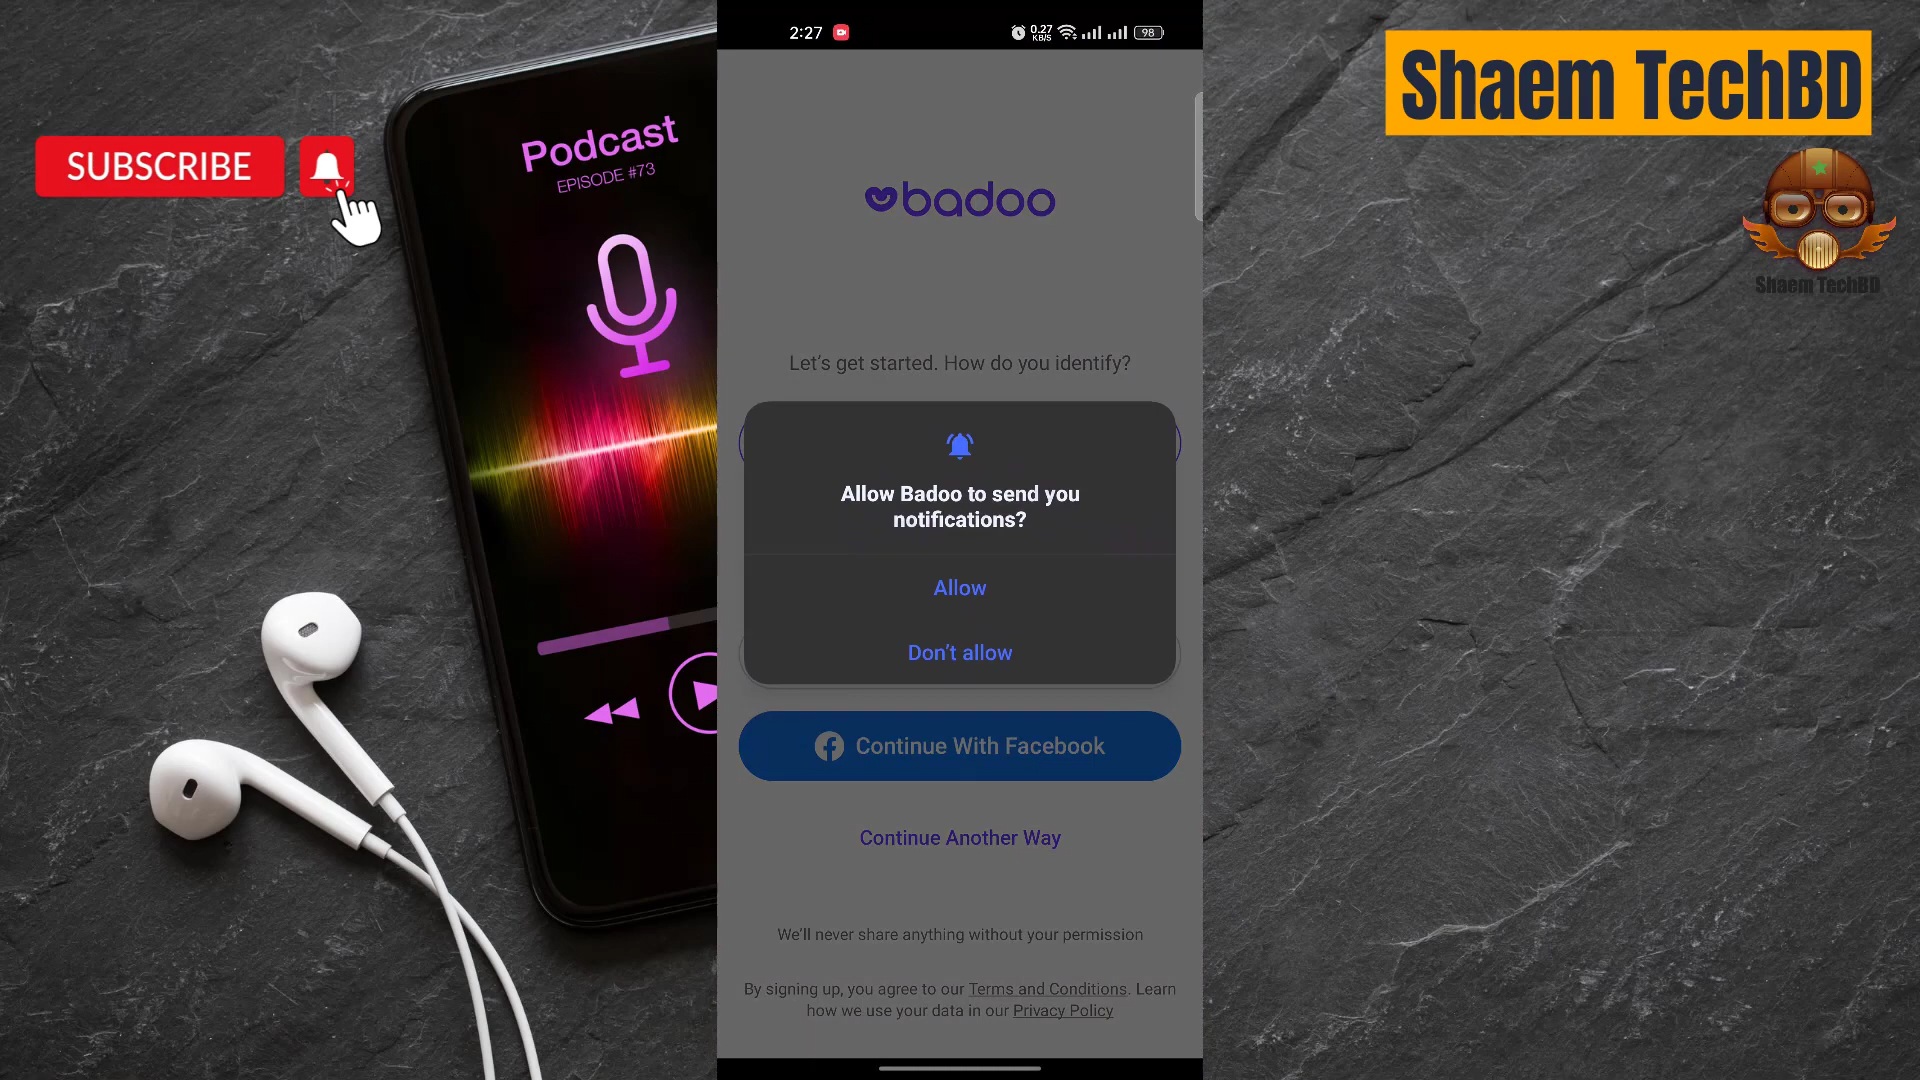 SUBSCRIBE
Podcast
EPISODE #73
2:27
0.27
KB/S
98
badoo
Let's get started. How do you identify?
Allow Badoo to send you
notifications?
Allow
Don't allow
Continue With Facebook
Continue Another Way
We'll never share anything without your permission
By signing up, you agree to our Terms and Conditions. Learn
how we use your data in our Privacy Policy
Shaem TechBD
Shaem TechBD